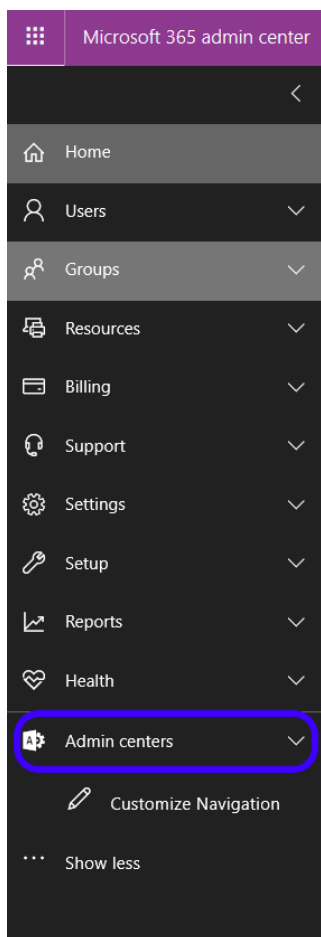 Microsoft 365 admin center
Home
Users
Groups
Resources
Billing
Support
Settings
Setup
Reports
Health
Admin centers
Customize Navigation
Show less